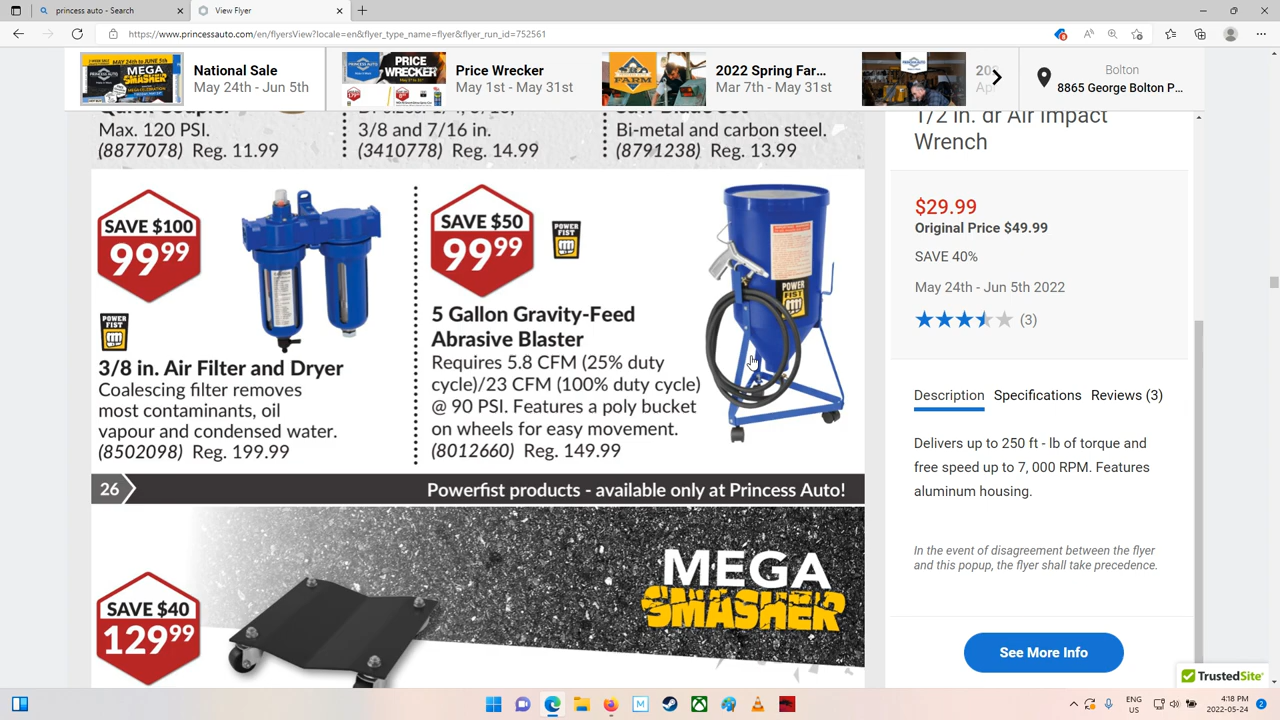 princess auto - Search
View Flyer
https://www.princessauto.com/en/flyersView?locale=en&flyer_type_name=flyer&flyer_run_id=752561
National Sale
May 24th - Jun 5th
Price Wrecker
May 1st - May 31st
2022 Spring Far...
Mar 7th - May 31st
Bolton
8865 George Bolton P...
Max. 120 PSI.
(8877078) Reg. 11.99
3/8 and 7/16 in.
(3410778) Reg. 14.99
Bi-metal and carbon steel.
(8791238) Reg. 13.99
SAVE $100
99.99
POWER
FIST
3/8 in. Air Filter and Dryer
Coalescing filter removes
most contaminants, oil
vapour and condensed water.
(8502098) Reg. 199.99
SAVE $50
99.99
POWER
FIST
5 Gallon Gravity-Feed
Abrasive Blaster
Requires 5.8 CFM (25% duty
cycle)/23 CFM (100% duty cycle)
@ 90 PSI. Features a poly bucket
on wheels for easy movement.
(8012660) Reg. 149.99
POWER
FIST
26
Powerfist products - available only at Princess Auto!
MEGA
SMASHER
SAVE $40
129.99
1/2 in. dr Air Impact
Wrench
$29.99
Original Price $49.99
SAVE 40%
May 24th - Jun 5th 2022
(3)
Description Specifications Reviews (3)
Delivers up to 250 ft - lb of torque and
free speed up to 7, 000 RPM. Features
aluminum housing.
In the event of disagreement between the flyer
and this popup, the flyer shall take precedence.
See More Info
TrustedSite
ENG
US
4:18 PM
2022-05-24